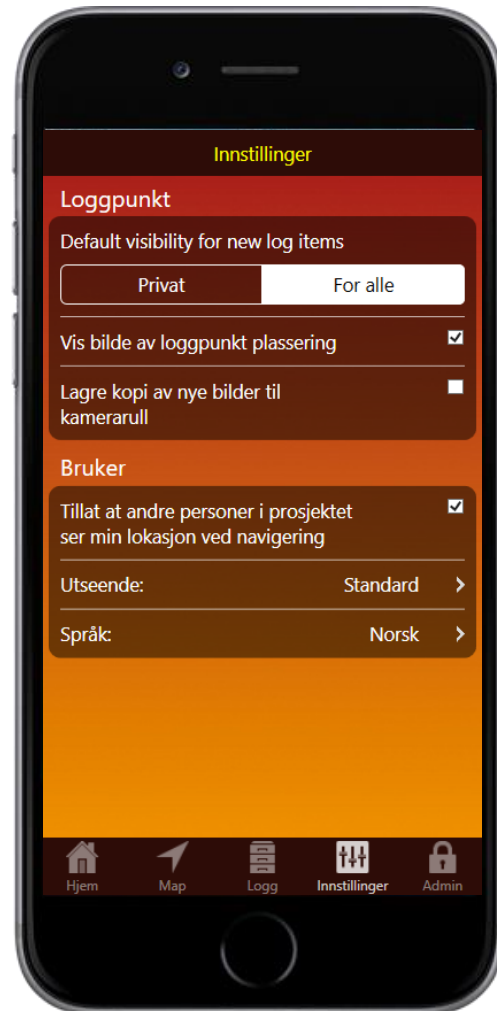 Innstillinger
Loggpunkt
Default visibility for new log items
Privat
For alle
Vis bilde av loggpunkt plassering
Lagre kopi av nye bilder til
kamerarull
Bruker
Tillat at andre personer i prosjektet
ser min lokasjon ved navigering
Utseende: Standard
Språk: Norsk
Hjem Map Logg Innstillinger Admin